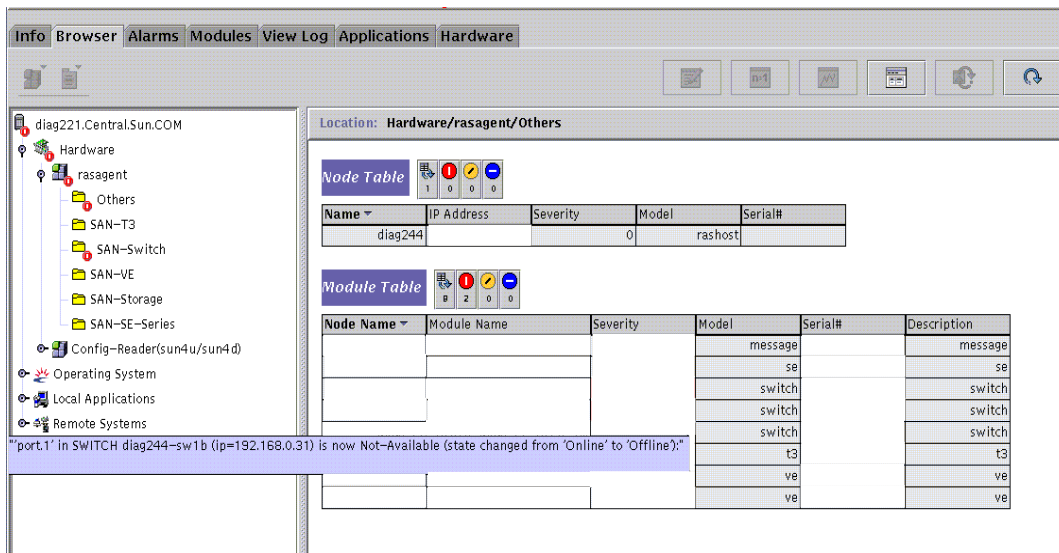 Info Browser Alarms Modules View Log Applications Hardware
n·1
diag221.Central.Sun.COM
Hardware
rasagent
Others
SAN-T3
SAN-Switch
SAN-VE
SAN-Storage
SAN-SE-Series
Config-Reader(sun4u/sun4d)
Operating System
Local Applications
Remote Systems
"'port.1' in SWITCH diag244-sw1b (ip=192.168.0.31) is now Not-Available (state changed from 'Online' to 'Offline'):"
Location: Hardware/rasagent/Others
Node Table 1 0 0 0
Name IP Address Severity Model Serial#
diag244 0 rashost
Module Table 8 2 0 0
Node Name Module Name Severity Model Serial# Description
message message
se se
switch switch
switch switch
switch switch
t3 t3
ve ve
ve ve